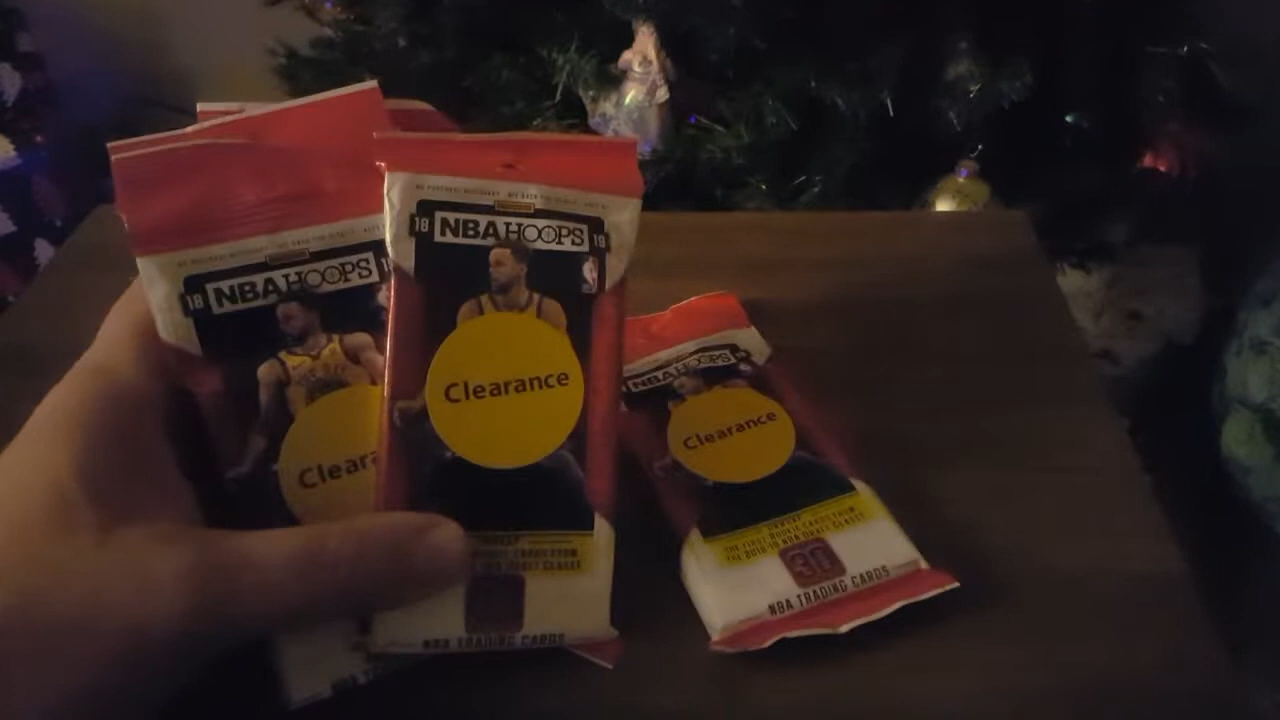 18 NBA HOOPS
Clearance
18 NBA HOOPS 19
Clearance
NBA TRADING CARDS
NBA HOOPS
Clearance
THE FIRST ROOKIE CARDS FROM
THE 2018-19 NBA DRAFT CLASS!
30
NBA TRADING CARDS